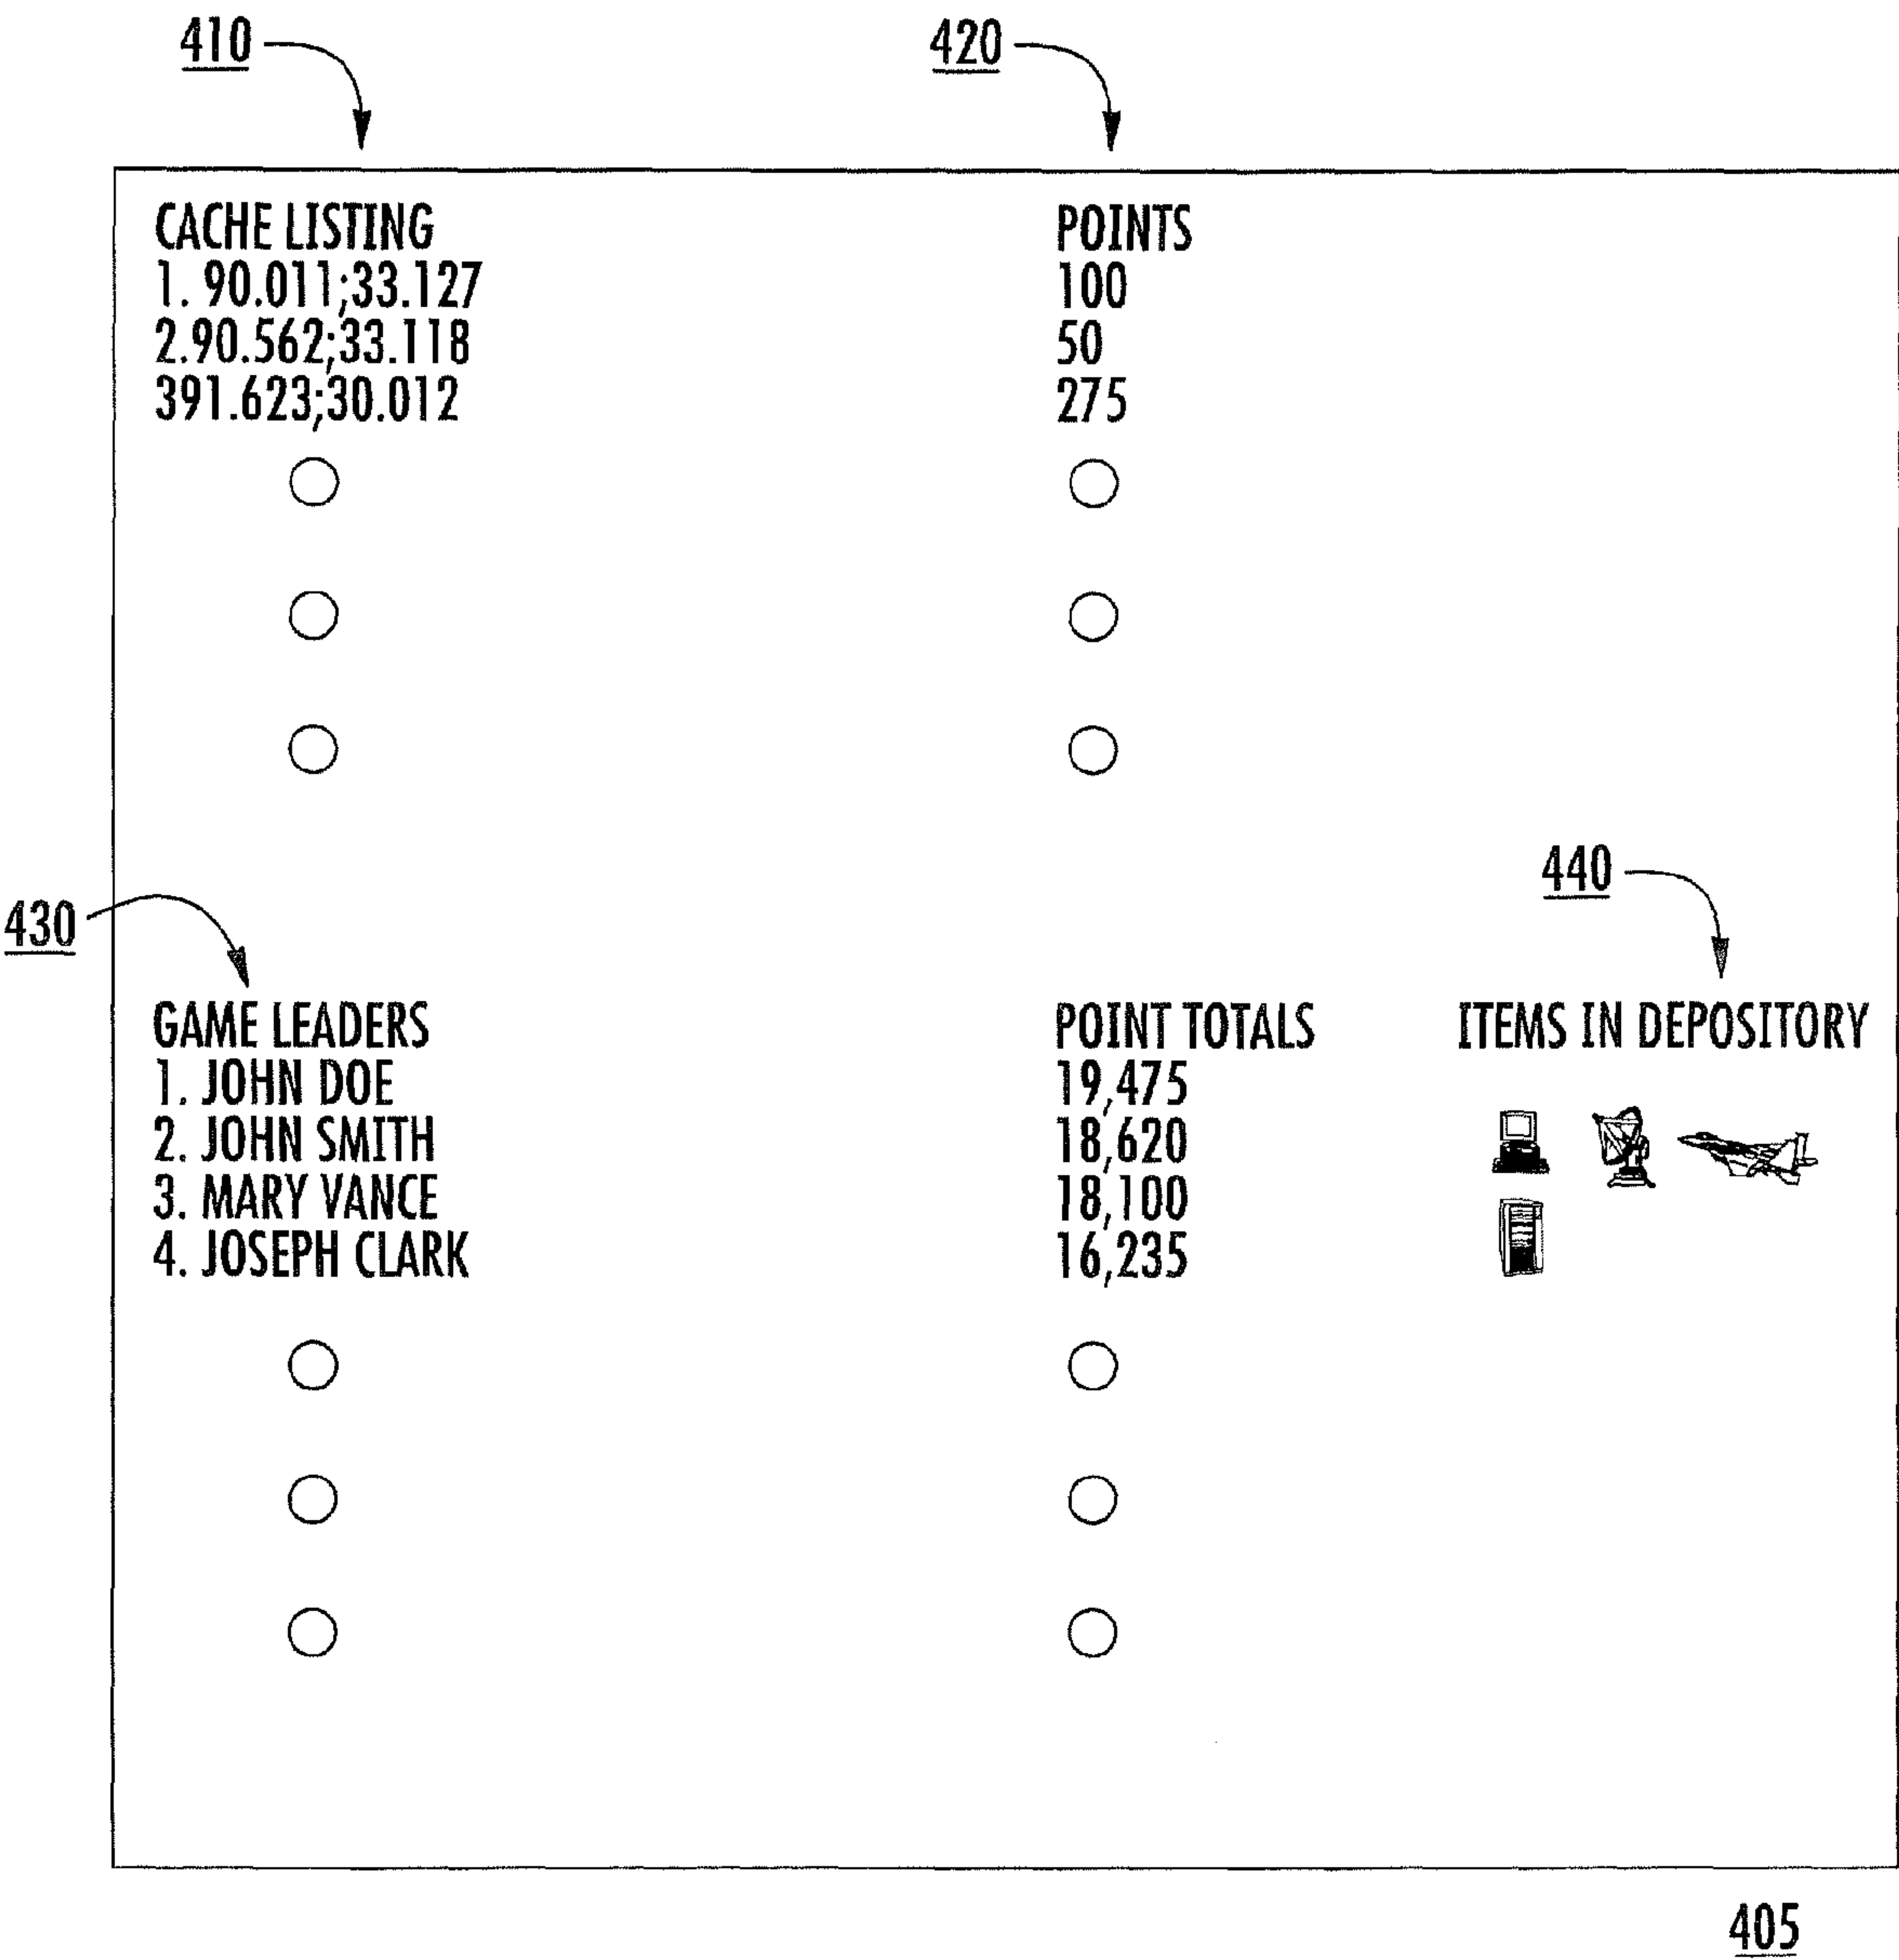 410
420
CACHE LISTING
POINTS
1. 90.011;33.127
100
2.90.562;33.118
50
391.623;30.012
275
440
430
GAME LEADERS
POINT TOTALS
ITEMS IN DEPOSITORY
1. JOHN DOE
19,475
2. JOHN SMITH
18,620
3. MARY VANCE
18,100
4. JOSEPH CLARK
16,235
405